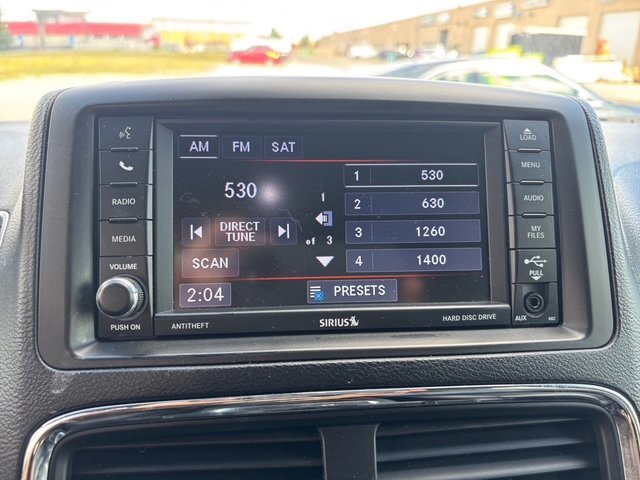 AM FM SAT
LOAD
MENU
1 530
530
2 630
1
RADIO
AUDIO
DIRECT TUNE
of 3
3 1260
MEDIA
MY FILES
SCAN
4 1400
PULL
VOLUME
2:04
PRESETS
PUSH ON
ANTITHEFT
SIRIUS
HARD DISC DRIVE
AUX